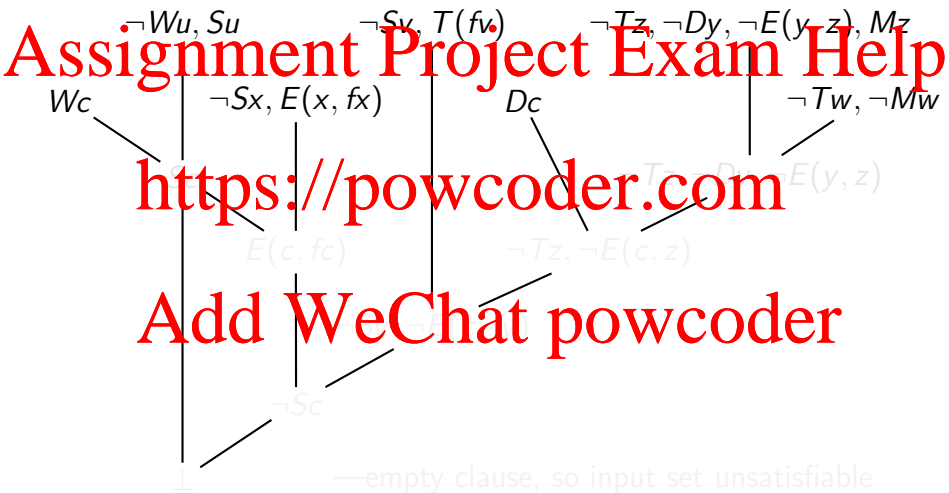 ¬Wu, Su ¬Sv, T(fv) ¬Tz, ¬Dy, ¬E(y, z), Mz
Assignment Project Exam Help
Wc ¬Sx, E(x, fx) Dc ¬Tw, ¬Mw
https://powcoder.com
¬E(y, z)
E(c, fc) ¬Tz, ¬E(c, z)
Add WeChat powcoder
¬Sc
⊥ —empty clause, so input set unsatisfiable